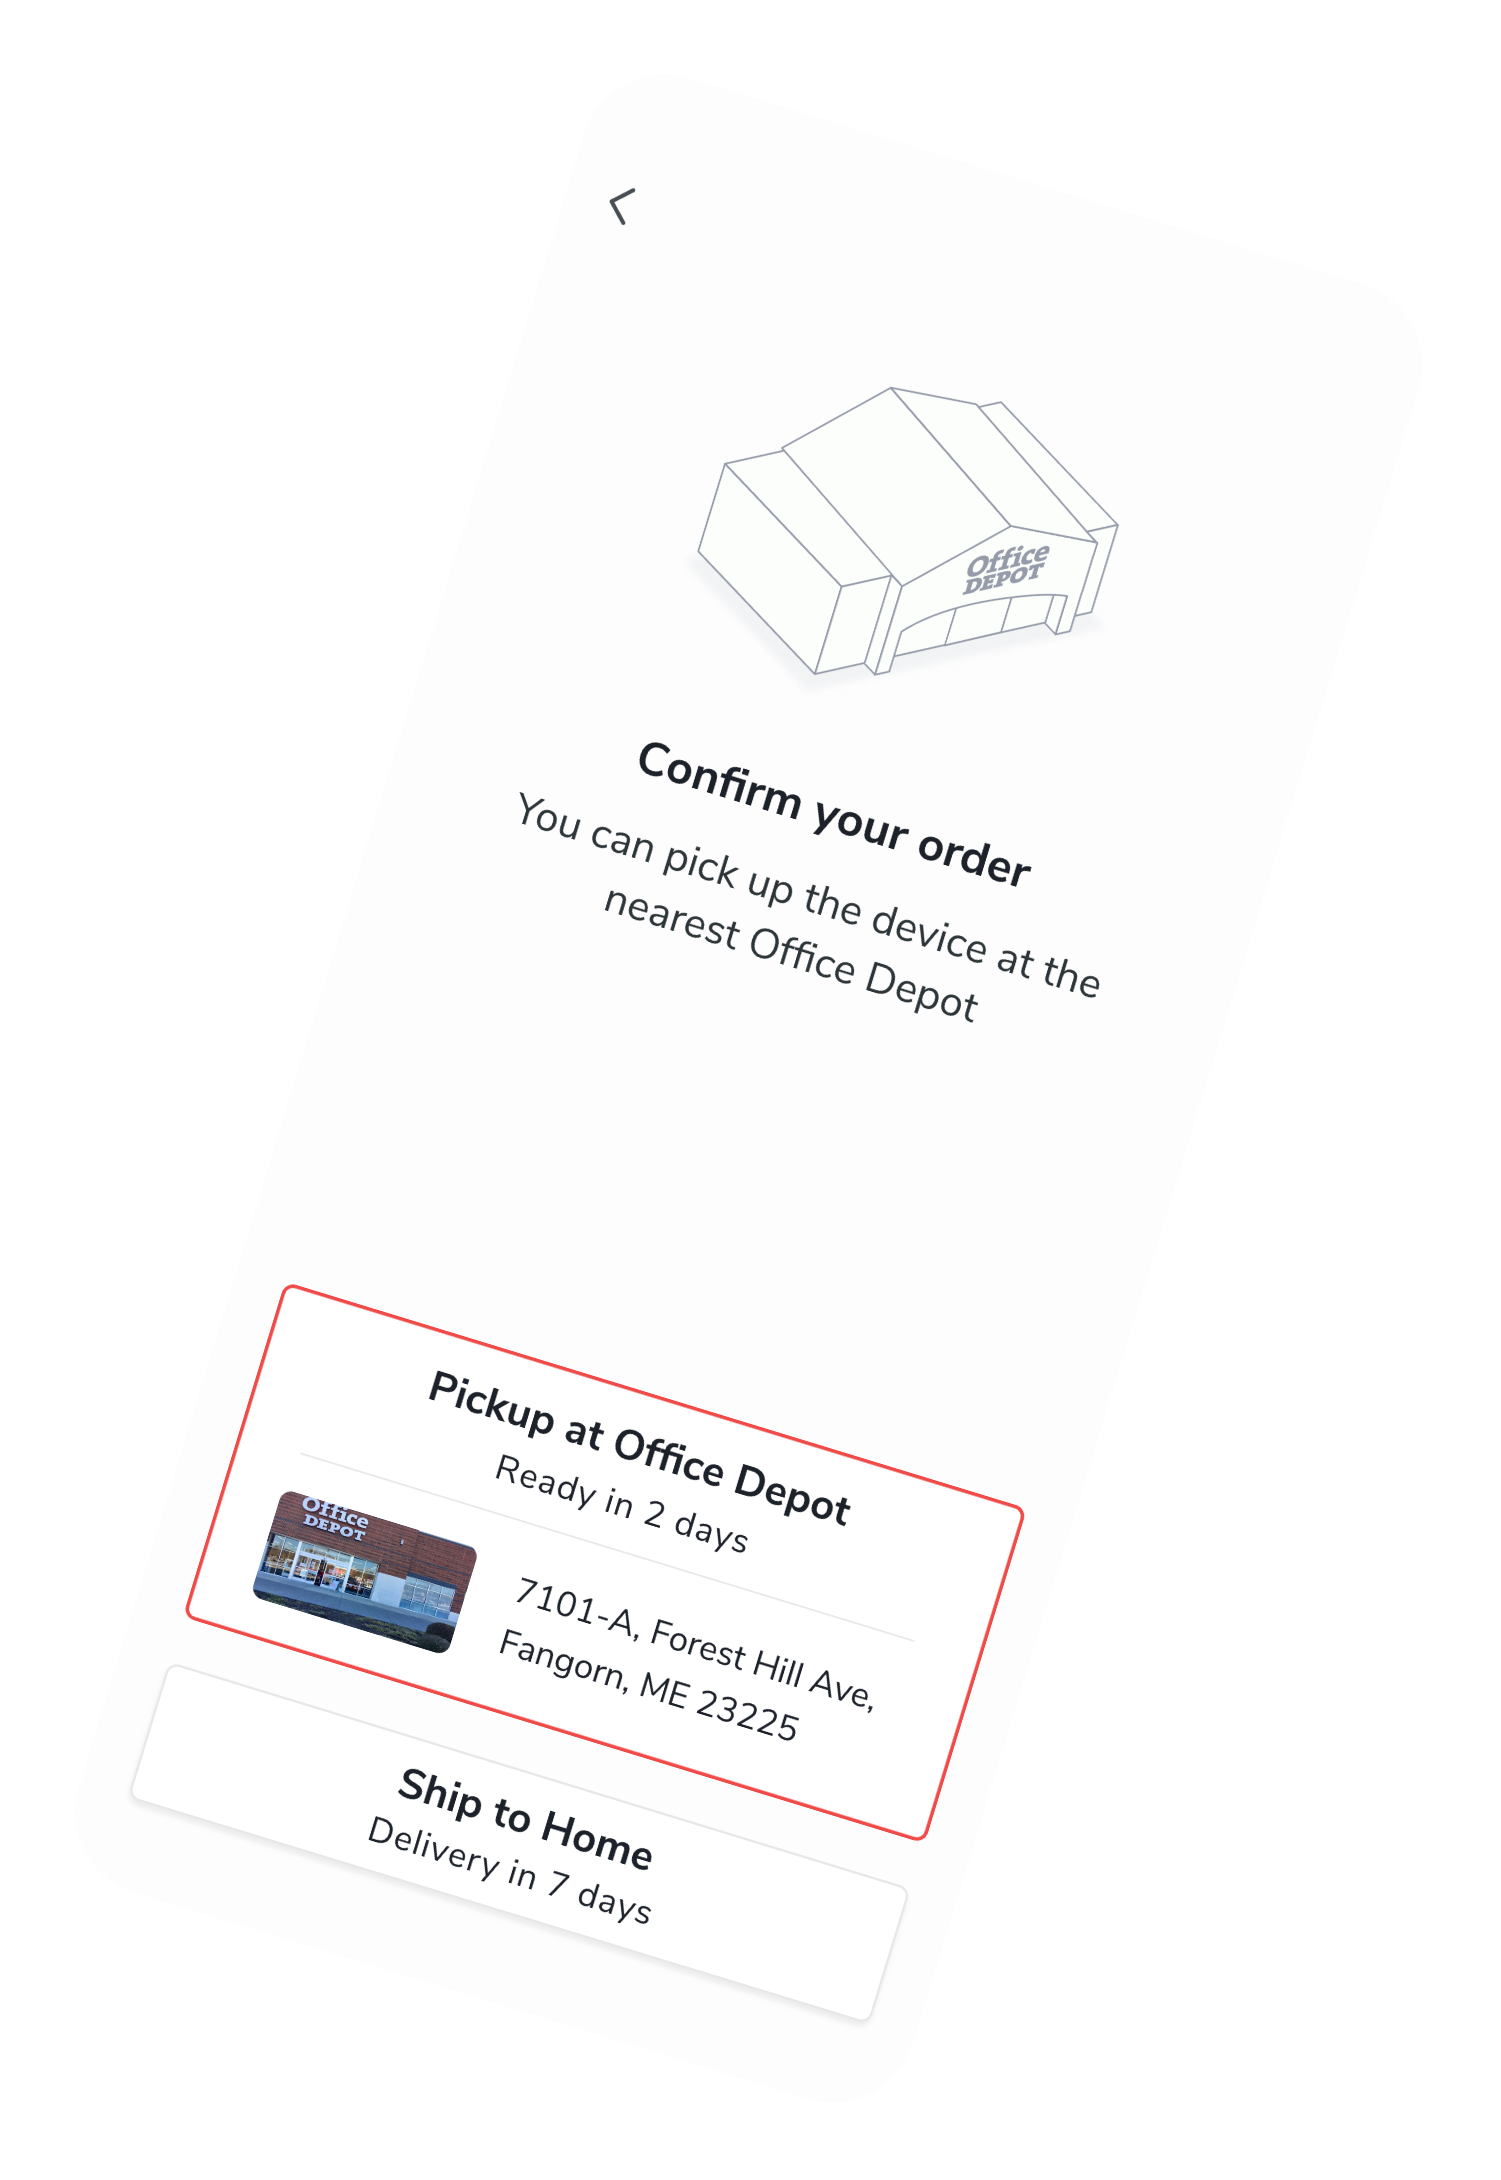 Office
DEPOT
Confirm your order
You can pick up the device at the
nearest Office Depot
Pickup at Office Depot
Ready in 2 days
Office
DEPOT
7101-A, Forest Hill Ave,
Fangorn, ME 23225
Ship to Home
Delivery in 7 days